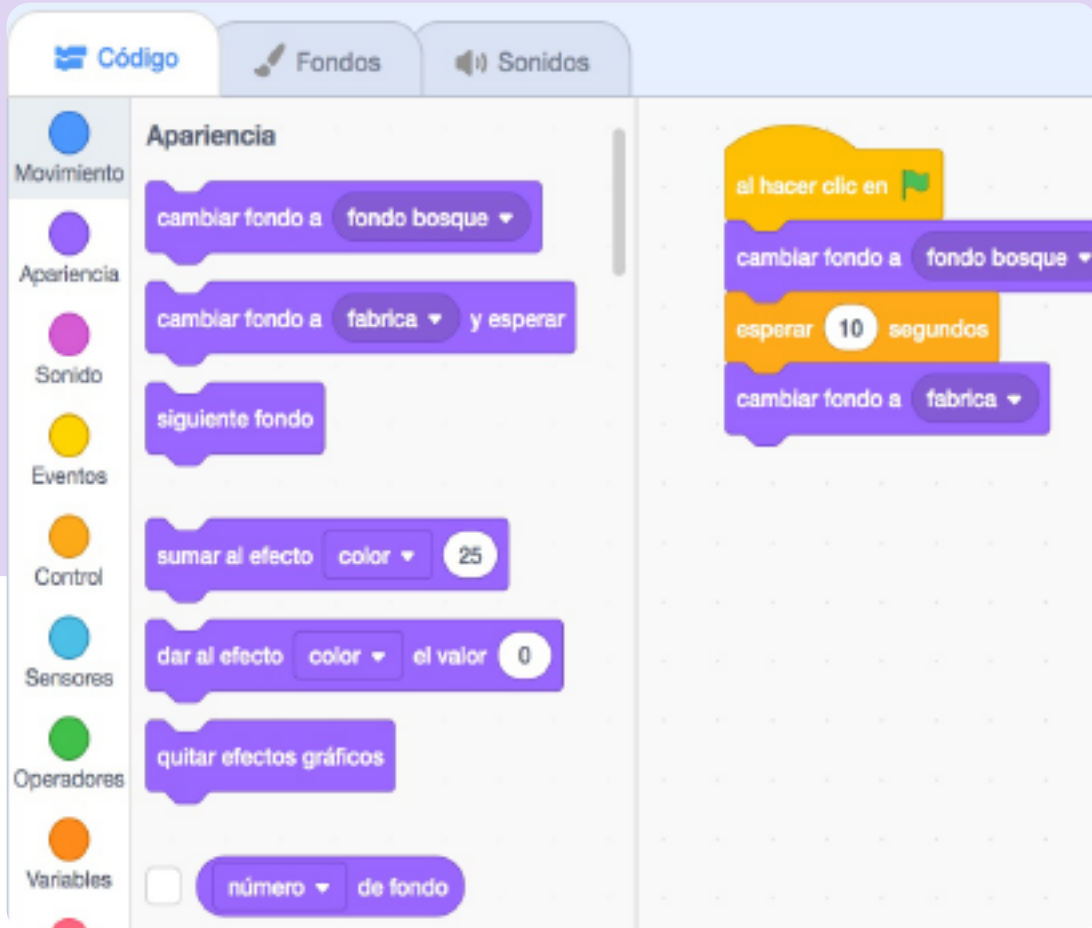 Código
Fondos
Sonidos
Movimiento
Apariencia
Sonido
Eventos
Control
Sensores
Operadores
Variables
Apariencia
cambiar fondo a fondo bosque
cambiar fondo a fabrica y esperar
siguiente fondo
sumar al efecto color 25
dar al efecto color el valor 0
quitar efectos gráficos
número de fondo
al hacer clic en
cambiar fondo a fondo bosque
esperar 10 segundos
cambiar fondo a fabrica